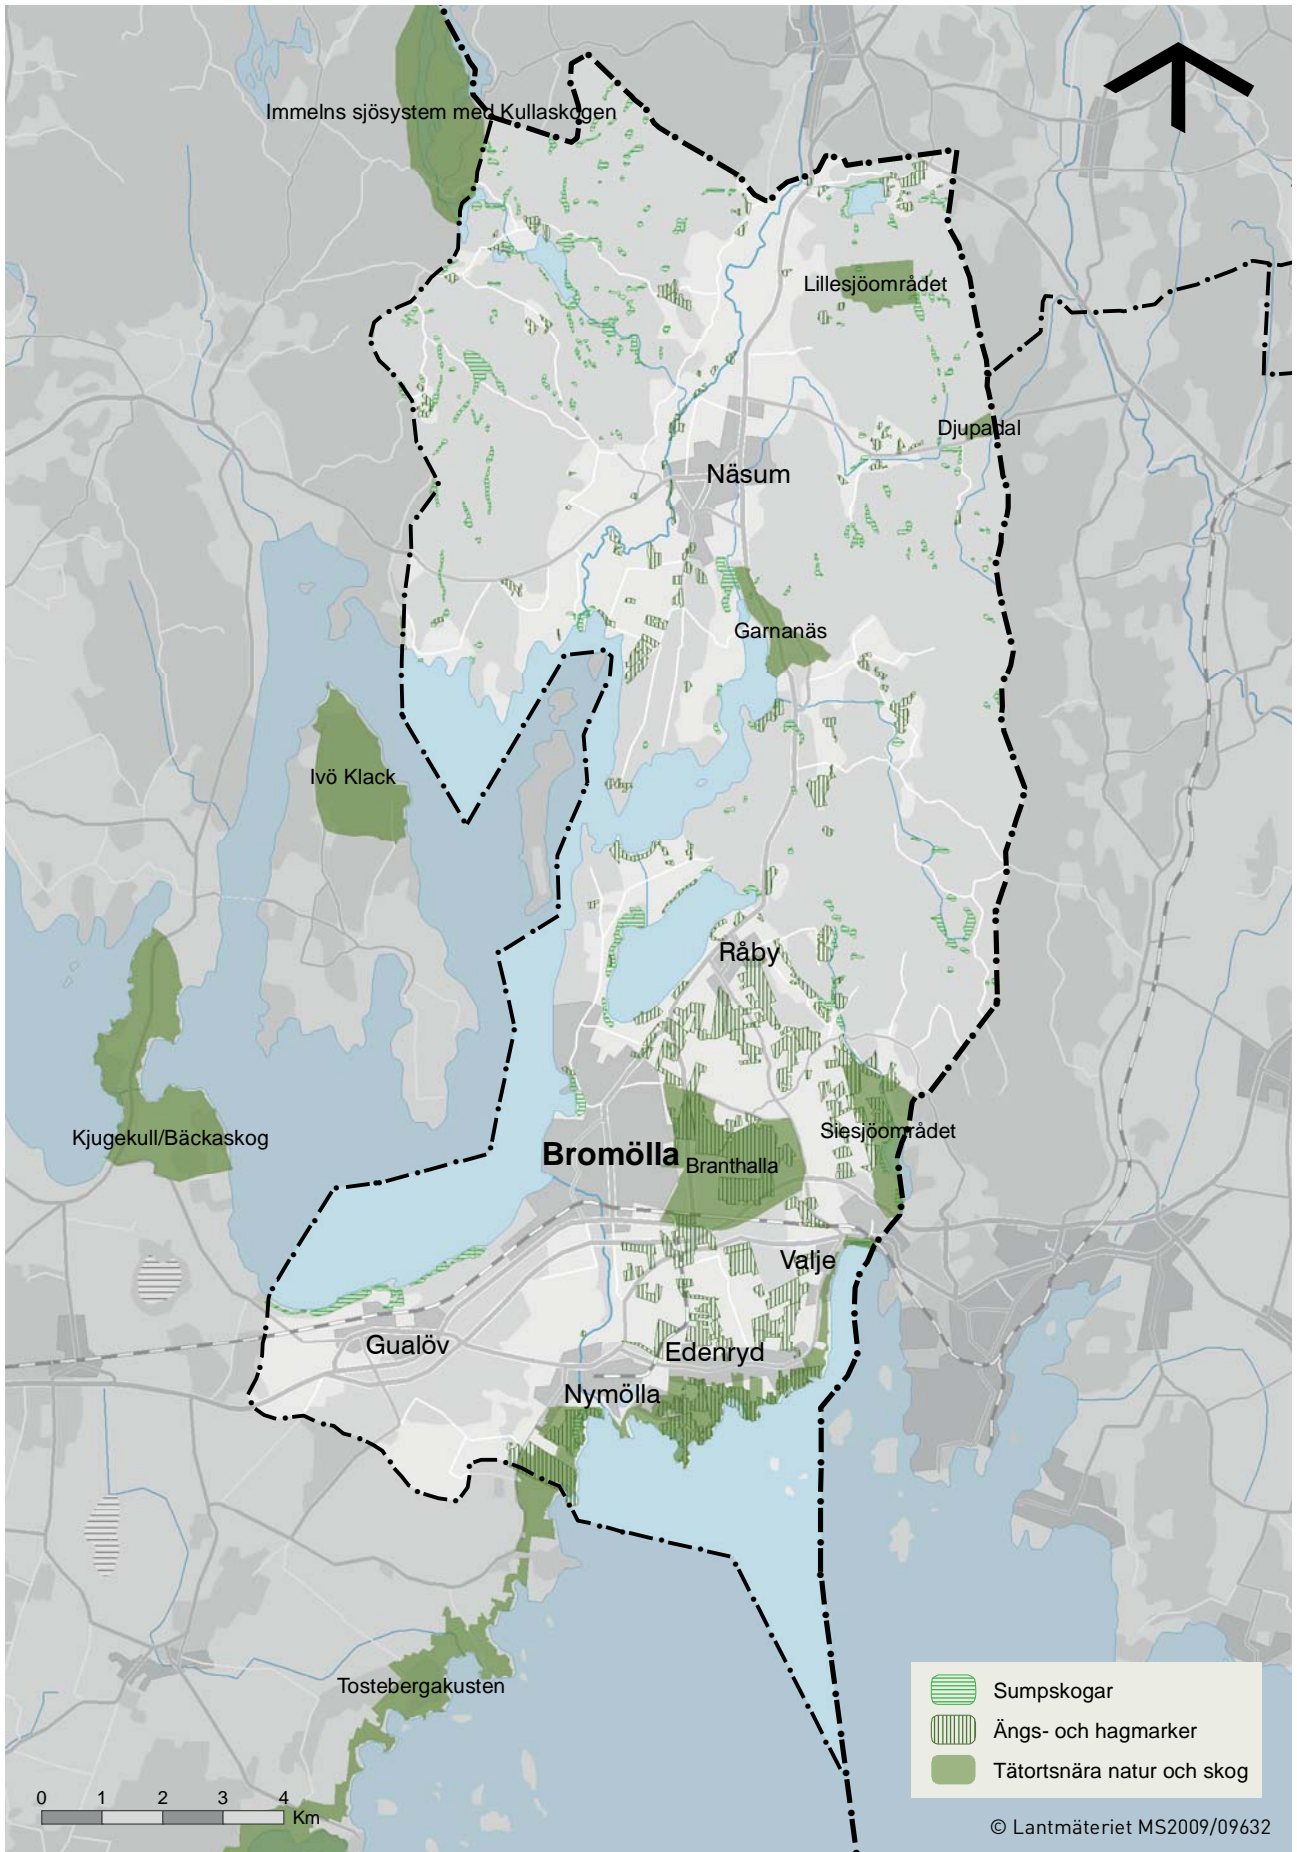 Immelns sjösystem med Kullaskogen
Lillesjöområdet
Djupadal
Näsum
Garnanäs
Ivö Klack
Råby
Kjugekull/Bäckaskog
Siesjöområdet
Bromölla
Branthalla
Valje
Gualöv
Edenryd
Nymölla
Tostebergakusten
Sumpskogar
Ängs- och hagmarker
Tätortsnära natur och skog
0 1 2 3 4
Km
© Lantmäteriet MS2009/09632